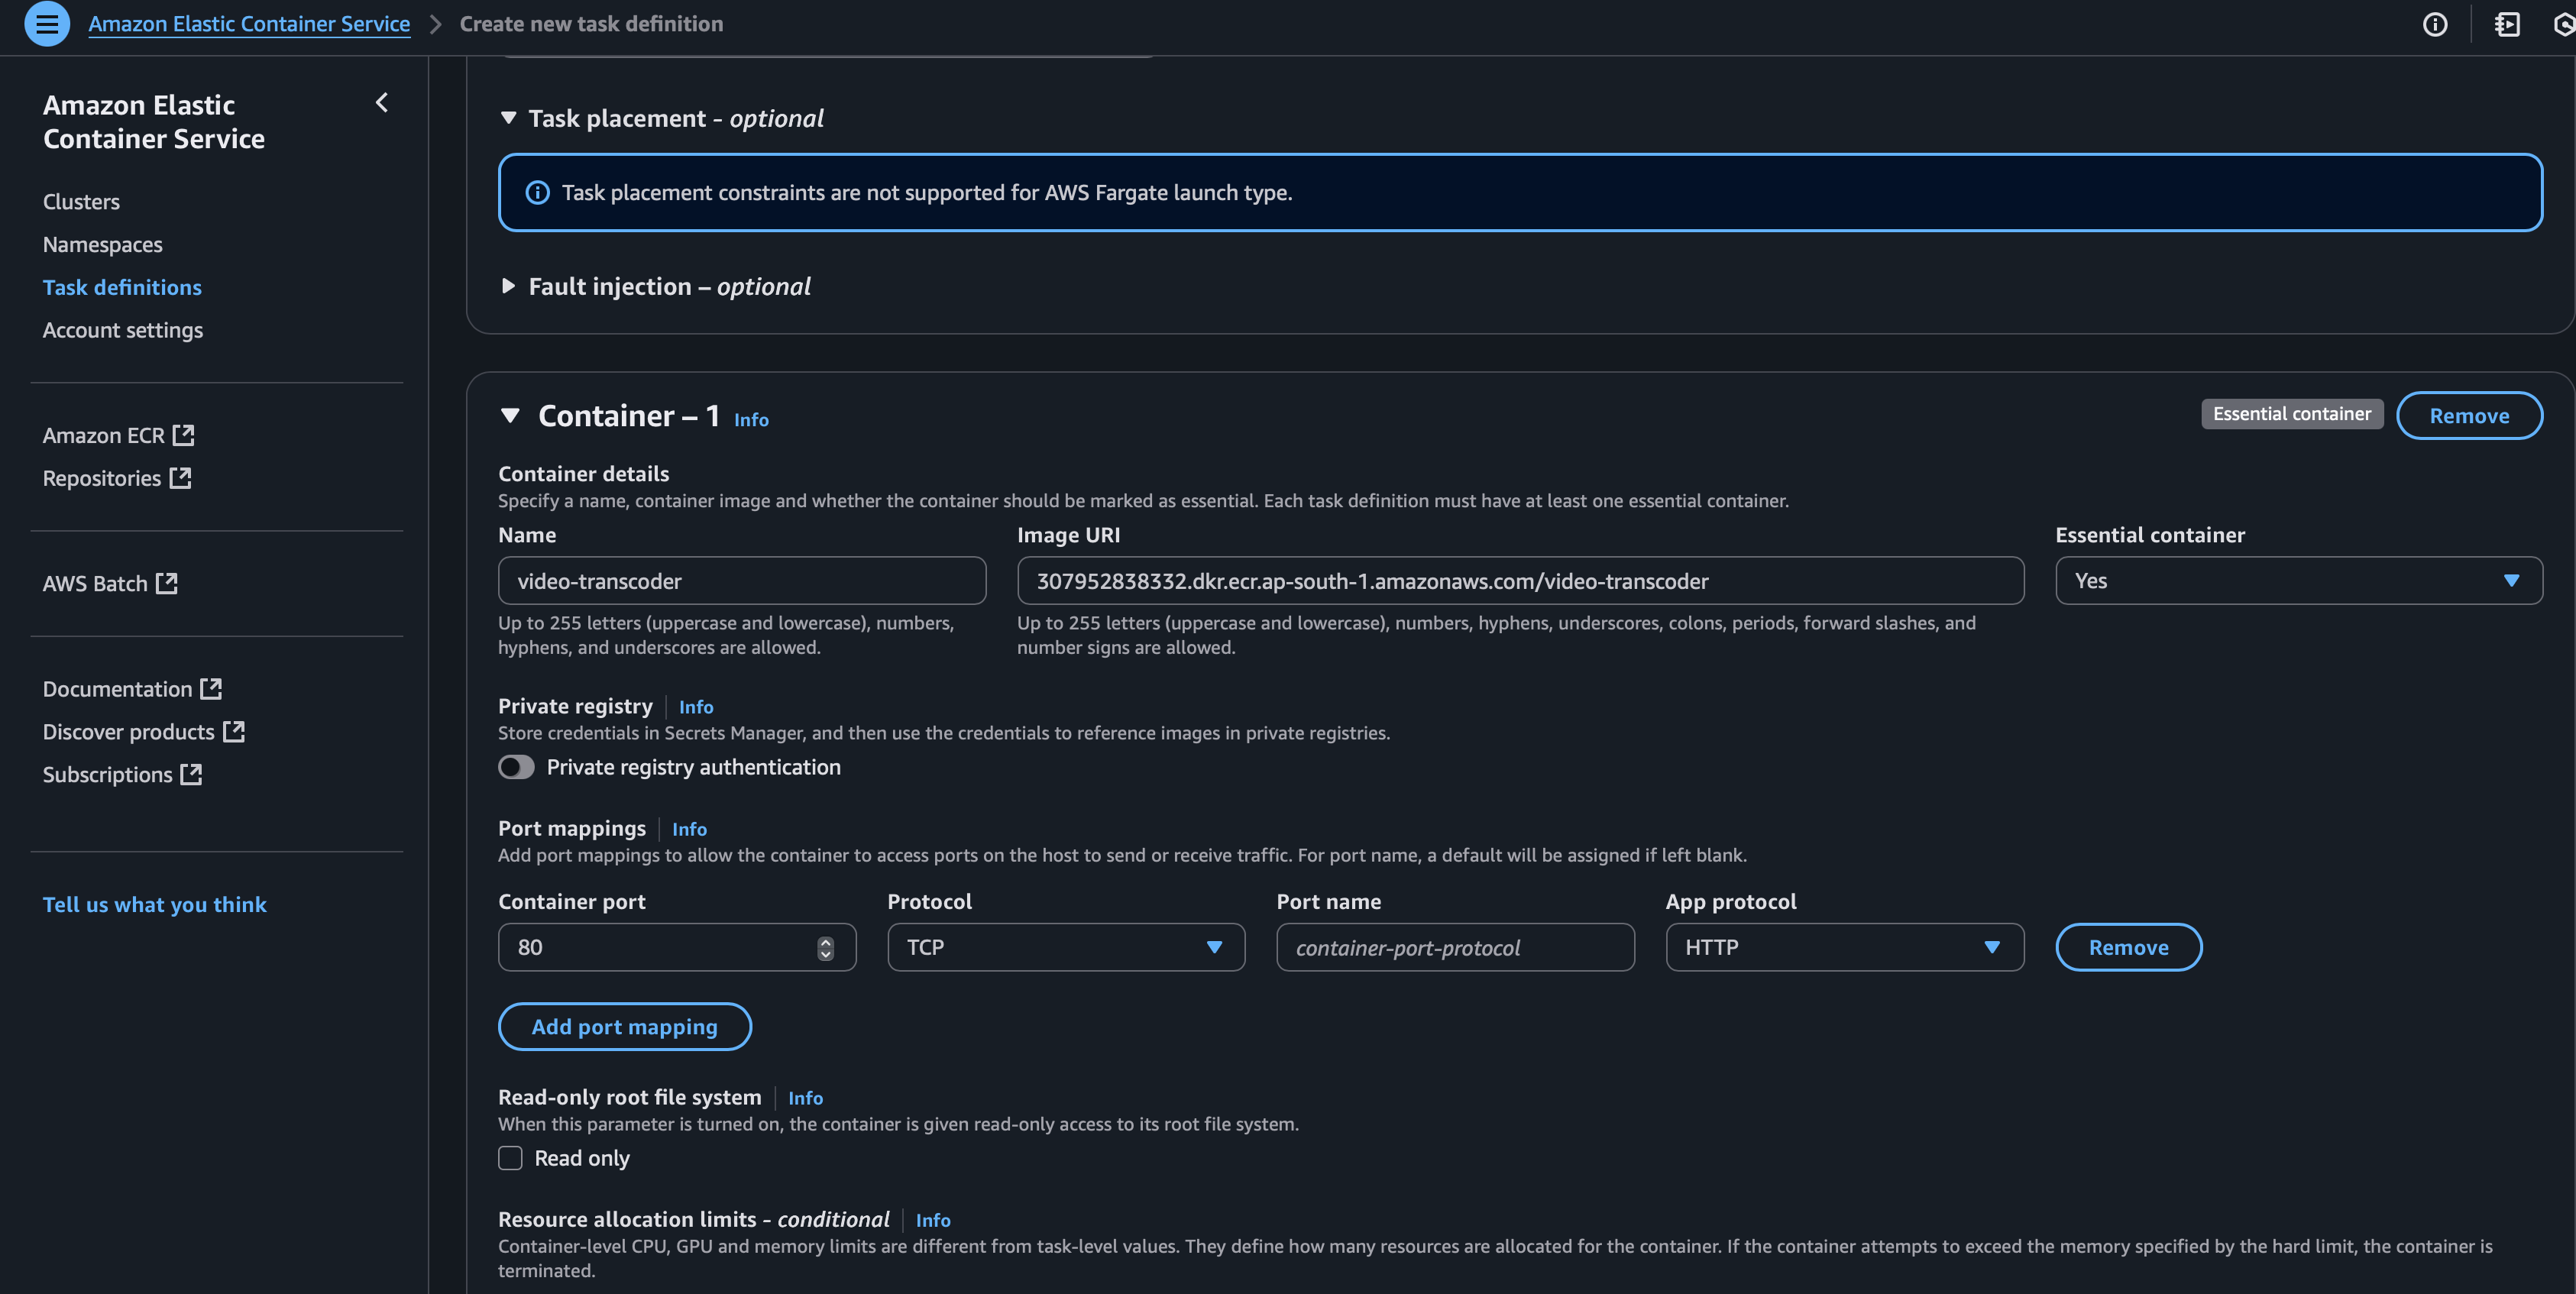 Amazon Elastic Container Service > Create new task definition
Amazon Elastic
Container Service
Clusters
Namespaces
Task definitions
Account settings
Amazon ECR
Repositories
AWS Batch
Documentation
Discover products
Subscriptions
Tell us what you think
Task placement - optional
Task placement constraints are not supported for AWS Fargate launch type.
Fault injection – optional
Container – 1 Info
Essential container
Remove
Container details
Specify a name, container image and whether the container should be marked as essential. Each task definition must have at least one essential container.
Name
Image URI
Essential container
video-transcoder
307952838332.dkr.ecr.ap-south-1.amazonaws.com/video-transcoder
Yes
Up to 255 letters (uppercase and lowercase), numbers,
hyphens, and underscores are allowed.
Up to 255 letters (uppercase and lowercase), numbers, hyphens, underscores, colons, periods, forward slashes, and
number signs are allowed.
Private registry Info
Store credentials in Secrets Manager, and then use the credentials to reference images in private registries.
Private registry authentication
Port mappings Info
Add port mappings to allow the container to access ports on the host to send or receive traffic. For port name, a default will be assigned if left blank.
Container port
Protocol
Port name
App protocol
80
TCP
container-port-protocol
HTTP
Remove
Add port mapping
Read-only root file system Info
When this parameter is turned on, the container is given read-only access to its root file system.
Read only
Resource allocation limits - conditional Info
Container-level CPU, GPU and memory limits are different from task-level values. They define how many resources are allocated for the container. If the container attempts to exceed the memory specified by the hard limit, the container is
terminated.